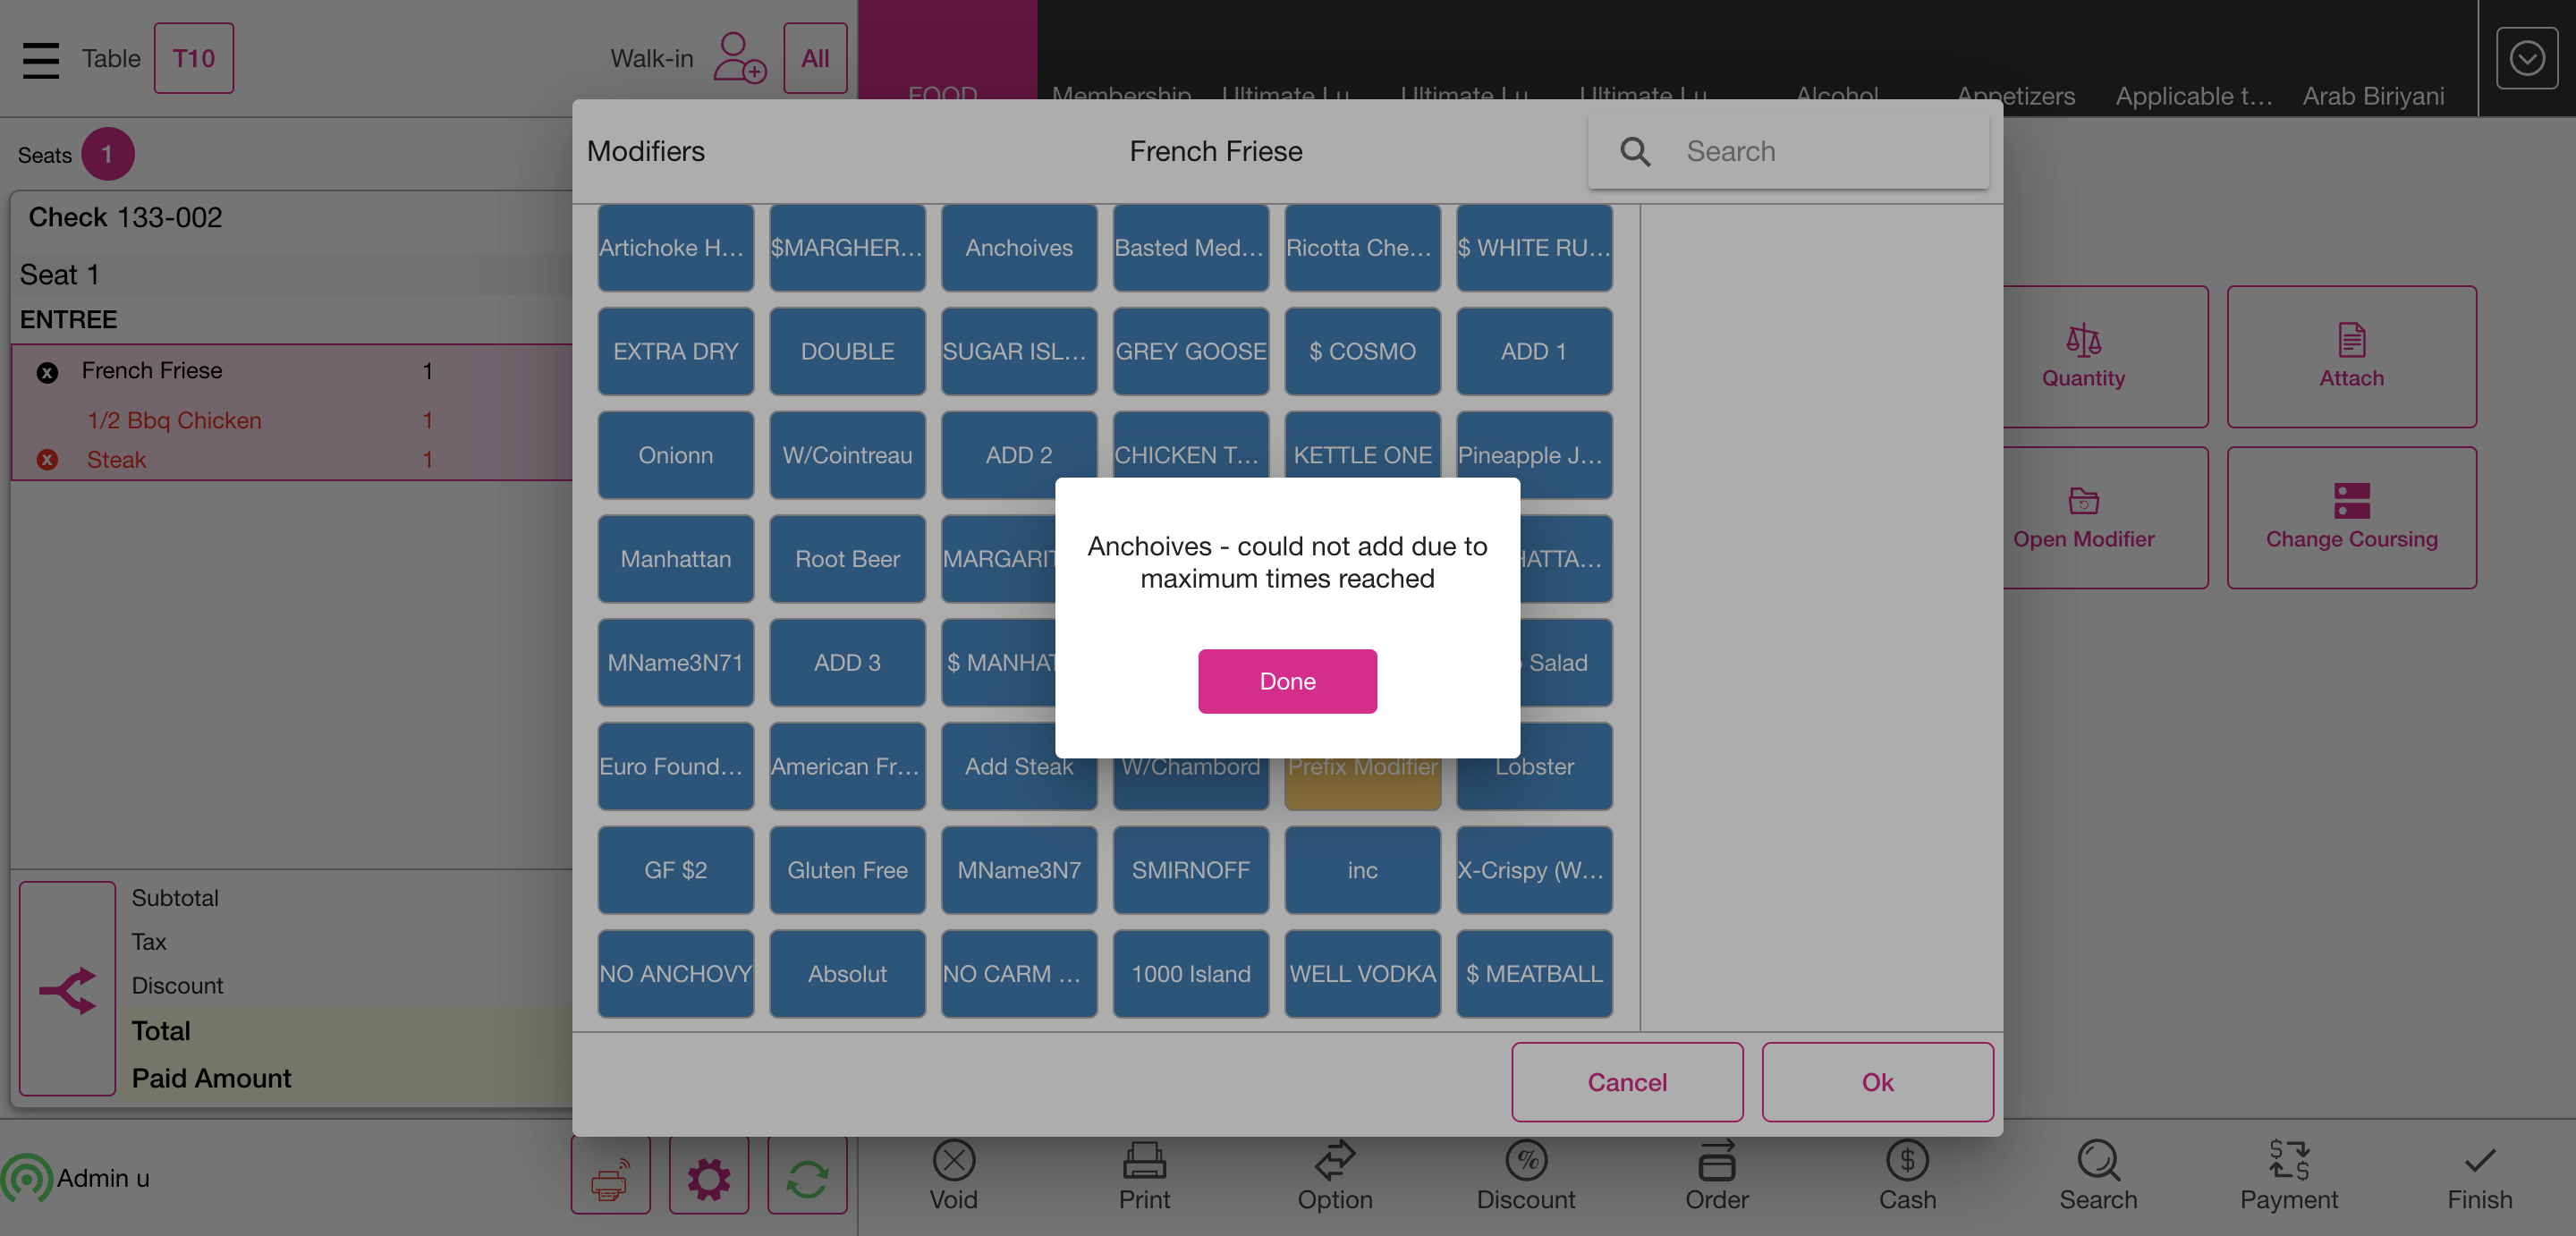 Table T10 Walk-in All
FOOD Membership Ultimate Lu Ultimate Lu Ultimate Lu Alcohol Appetizers Applicable t... Arab Biriyani
Seats 1
Check 133-002
Seat 1
ENTREE
French Friese 1
1/2 Bbq Chicken 1
Steak 1
Subtotal
Tax
Discount
Total
Paid Amount
Modifiers French Friese Search
Artichoke H... $MARGHER... Anchoives Basted Med... Ricotta Che... $ WHITE RU...
EXTRA DRY DOUBLE SUGAR ISL... GREY GOOSE $ COSMO ADD 1
Onionn W/Cointreau ADD 2 CHICKEN T... KETTLE ONE Pineapple J...
Manhattan Root Beer MARGARIT HATTA...
MName3N71 ADD 3 $ MANHAT Salad
Euro Found... American Fr... Add Steak W/Chambord Prefix Modifier Lobster
GF $2 Gluten Free MName3N7 SMIRNOFF inc X-Crispy (W...
NO ANCHOVY Absolut NO CARM ... 1000 Island WELL VODKA $ MEATBALL
Anchoives - could not add due to
maximum times reached
Done
Cancel Ok
Quantity Attach
Open Modifier Change Coursing
Admin u
Void Print Option Discount Order Cash Search Payment Finish